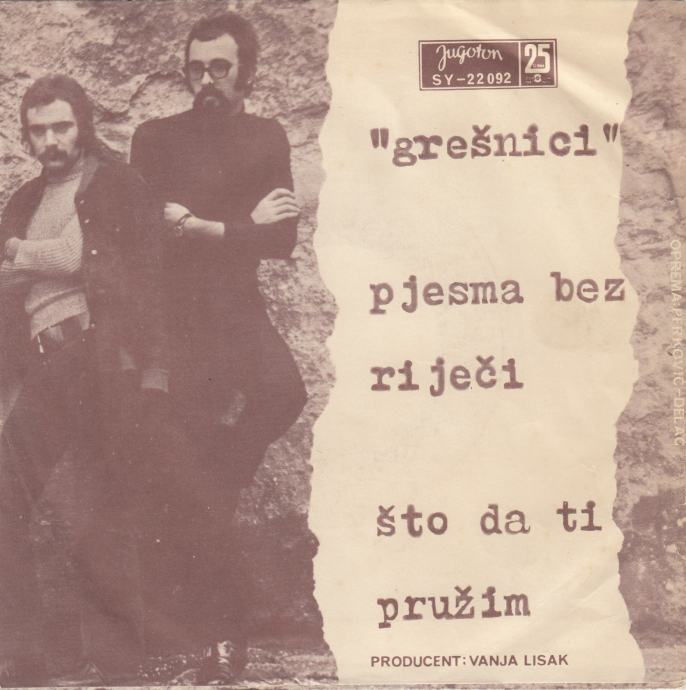 Jugoton
25
SY-22092
"grešnici"
pjesma bez
riječi
što da ti
pružim
PRODUCENT: VANJA LISAK
OPREMA: PERKOVIĆ-DELAČ